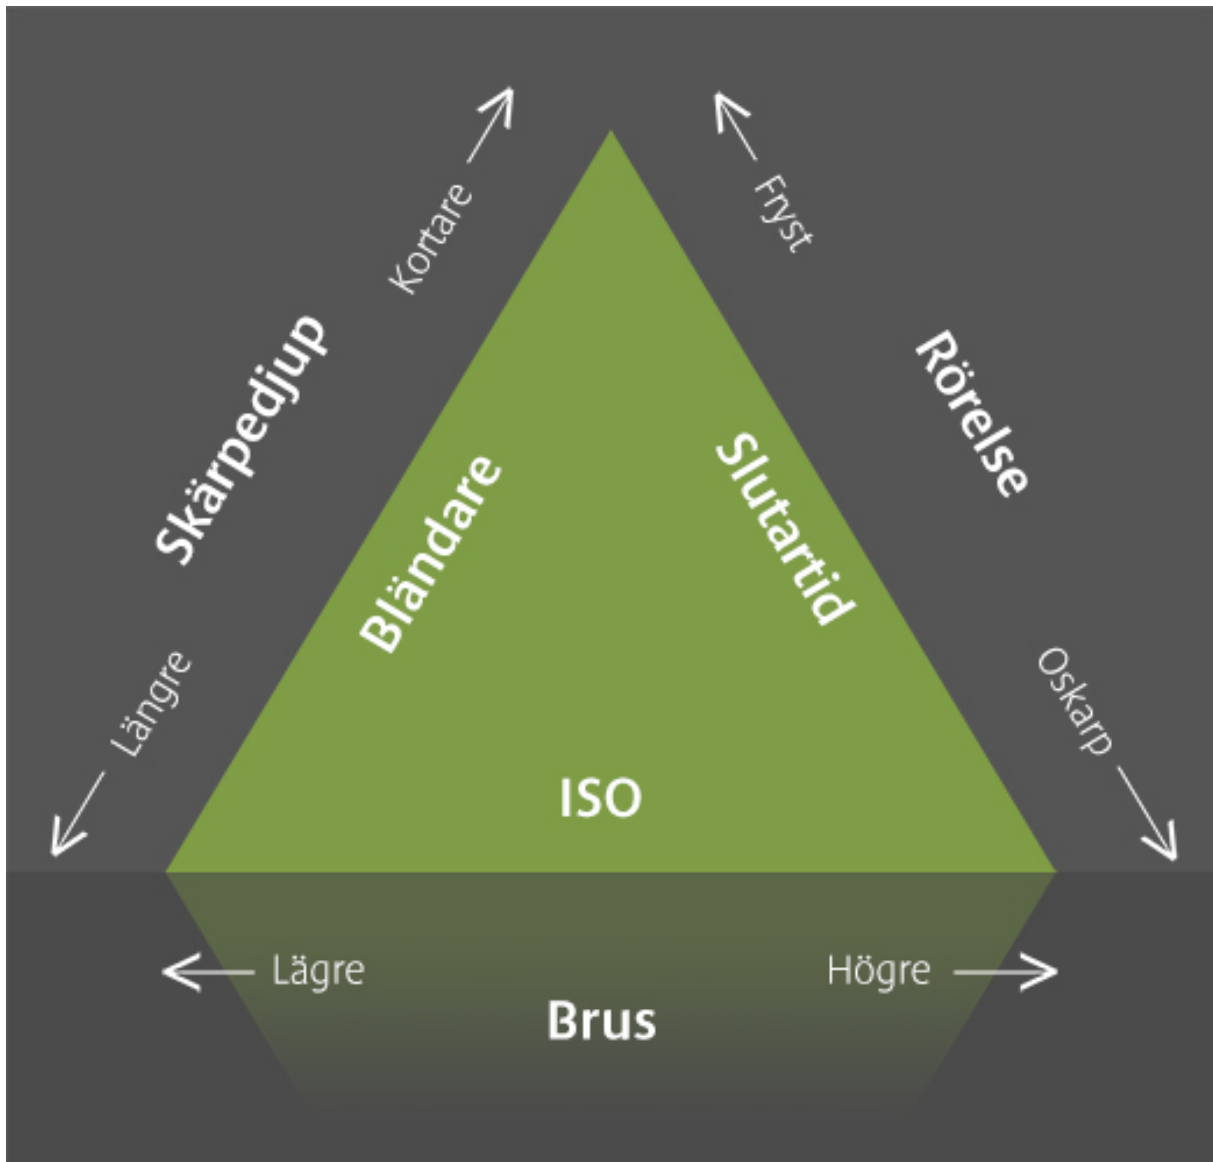 Kortare
Fryst
Skärpedjup
Rörelse
Bländare
Slutartid
Längre
Oskarp
ISO
Lägre
Högre
Brus